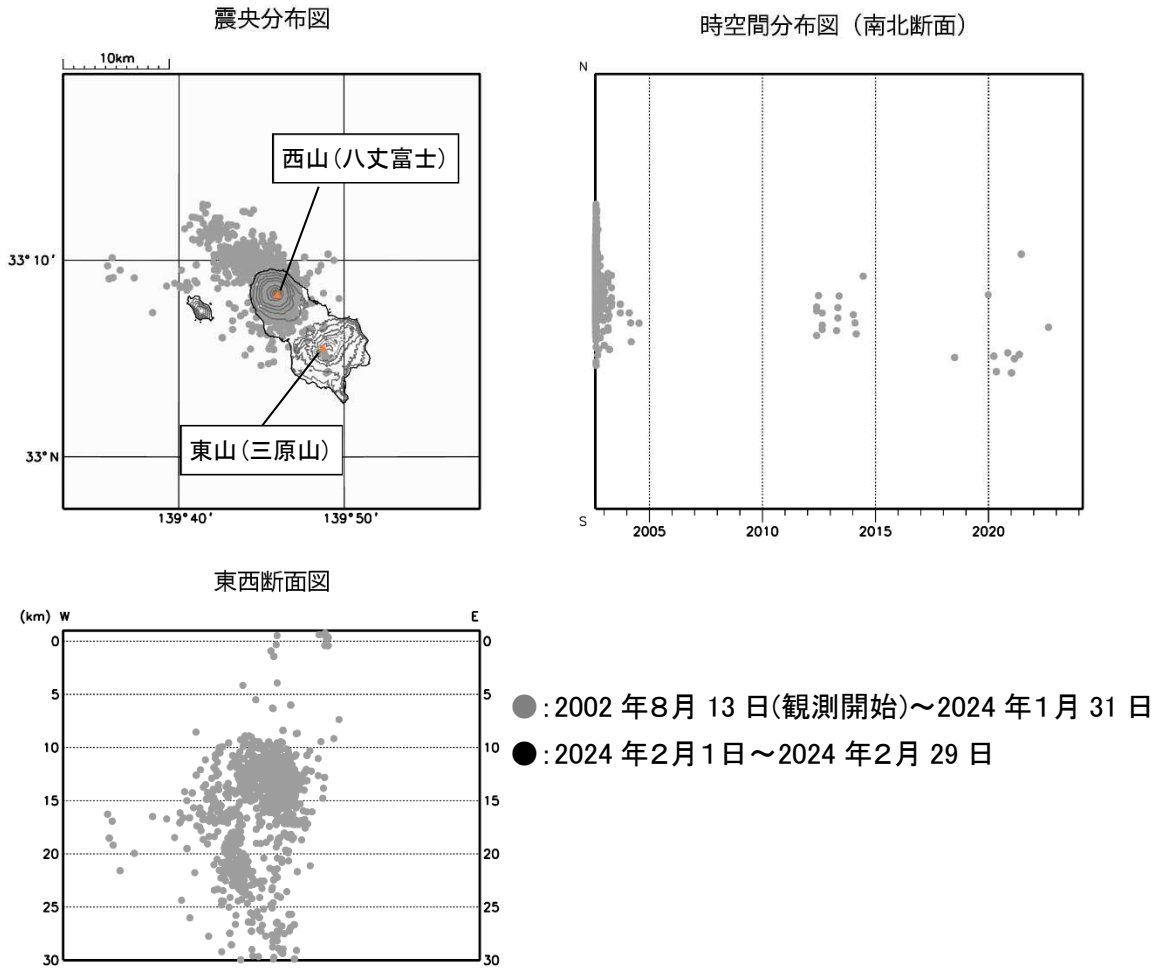 震央分布図
時空間分布図（南北断面）
10km
N
西山（八丈富士）
33°10′
東山（三原山）
33°N
139°40′ 139°50′
S
2005 2010 2015 2020
東西断面図
(km) W E
0 0
5 5
10 10
15 15
20 20
25 25
30 30
●：2002 年８月 13 日(観測開始)～2024 年１月 31 日
●：2024 年２月１日～2024 年２月 29 日